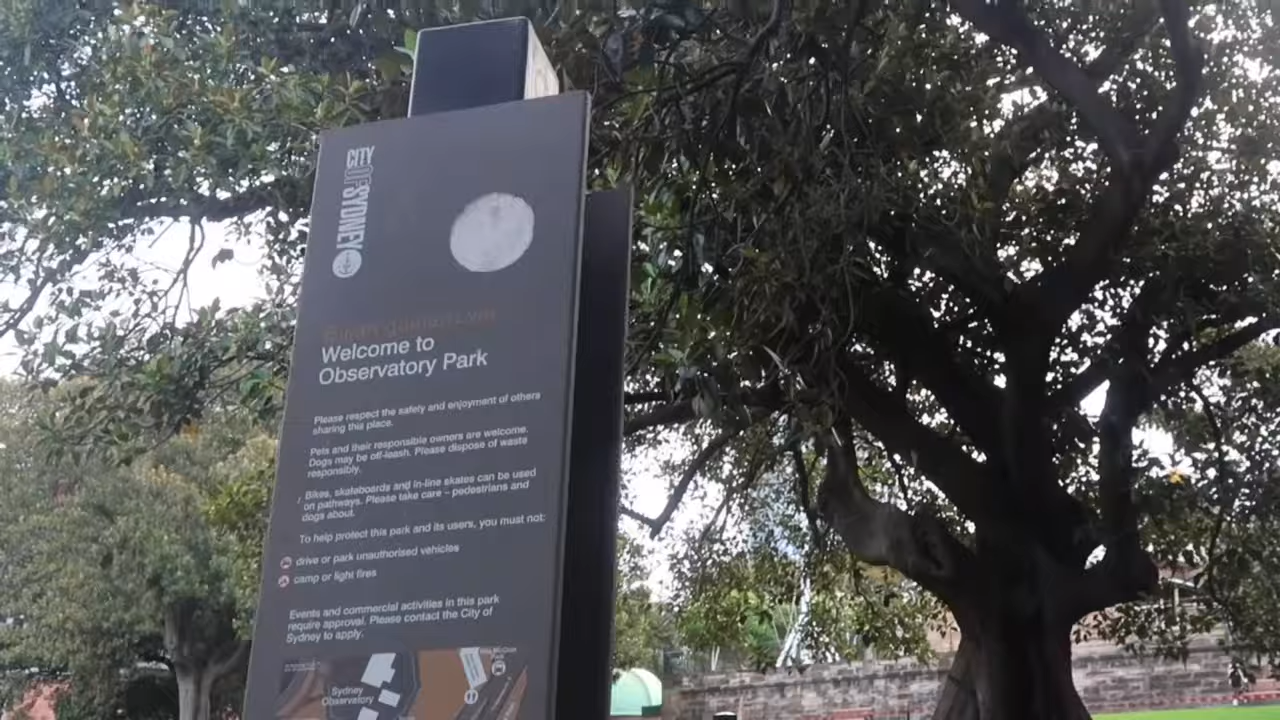 CITY OF SYDNEY
Welcome to
Observatory Park
Please respect the safety and enjoyment of others
sharing this place.
Pets and their responsible owners are welcome.
Dogs may be off-leash. Please dispose of waste
responsibly.
Bikes, skateboards and in-line skates can be used
on pathways. Please take care – pedestrians and
dogs about.
To help protect this park and its users, you must not:
drive or park unauthorised vehicles
camp or light fires
Events and commercial activities in this park
require approval. Please contact the City of
Sydney to apply.
Sydney
Observatory